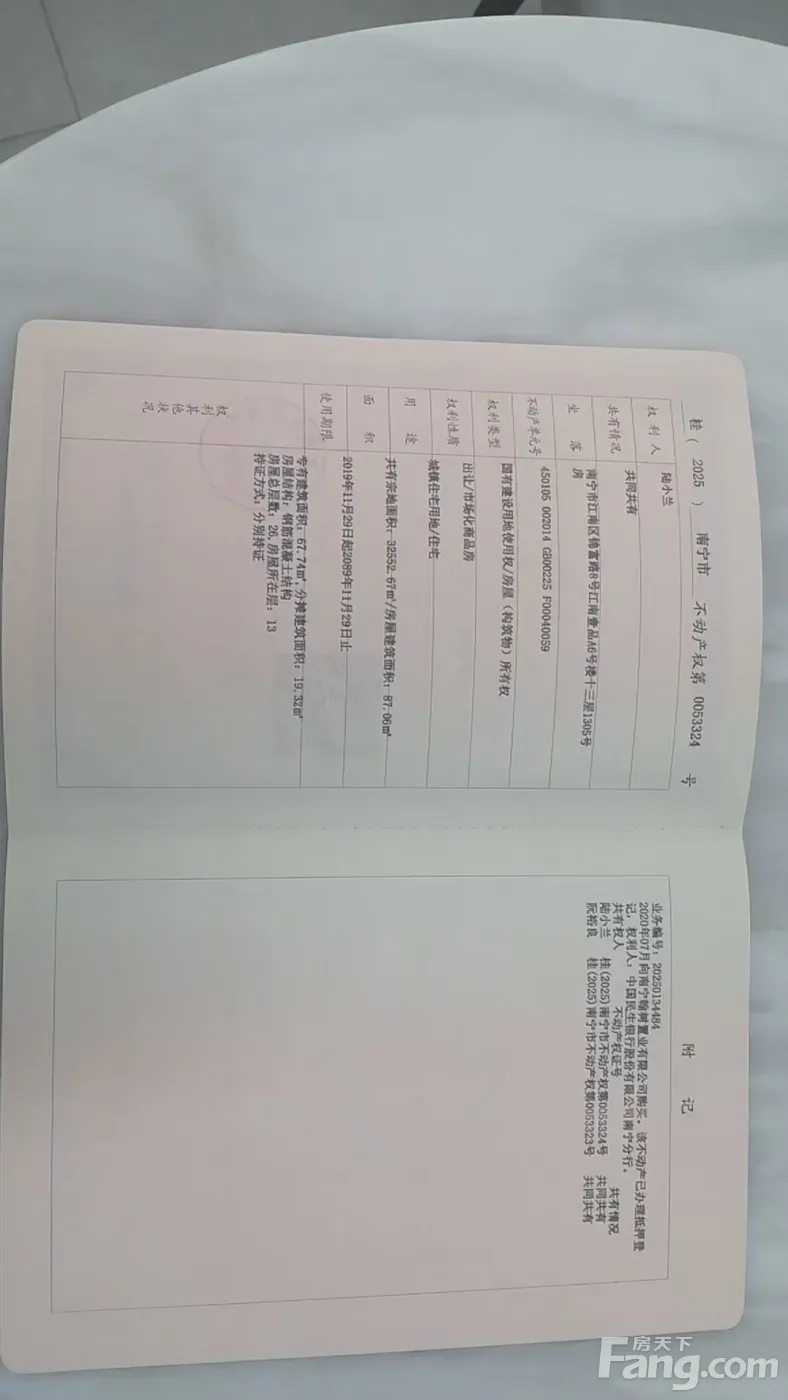 桂（2025）南宁市 不动产权第 0053324 号
权利人 陆小兰
共有情况 共同共有
坐落 南宁市江南区锦富路8号江南壹品A6号楼十三层1305号
房
不动产单元号 450105 002014 GB00225 F00040059
权利类型 国有建设用地使用权/房屋（构筑物）所有权
权利性质 出让/市场化商品房
用途 城镇住宅用地/住宅
面积 共有宗地面积：32552.67㎡/房屋建筑面积：87.06㎡
使用期限 2019年11月29日起2089年11月29日止
权利其他状况
专有建筑面积：67.74㎡,分摊建筑面积：19.32㎡
房屋结构：钢筋混凝土结构
房屋总层数：26,房屋所在层：13
持证方式：分别持证
附记
业务编号：20250134484
2020年07月向南宁翰树置业有限公司购买。该不动产已办理抵押登
记，权利人：中国民生银行股份有限公司南宁分行。
共有权人 不动产权证号 共有情况
陆小兰 桂(2025)南宁市不动产权第0053324号 共同共有
阮裕良 桂(2025)南宁市不动产权第0053323号 共同共有
房天下
Fang.com